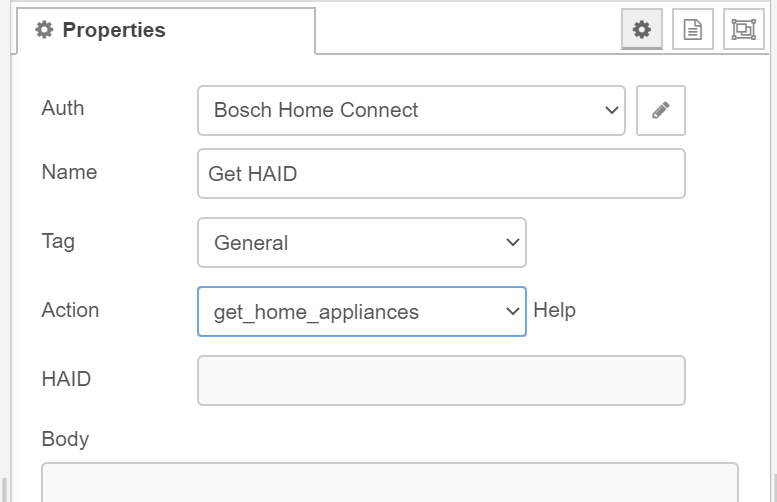 Properties
Auth
Bosch Home Connect
Name
Get HAID
Tag
General
Action
get_home_appliances
Help
HAID
Body